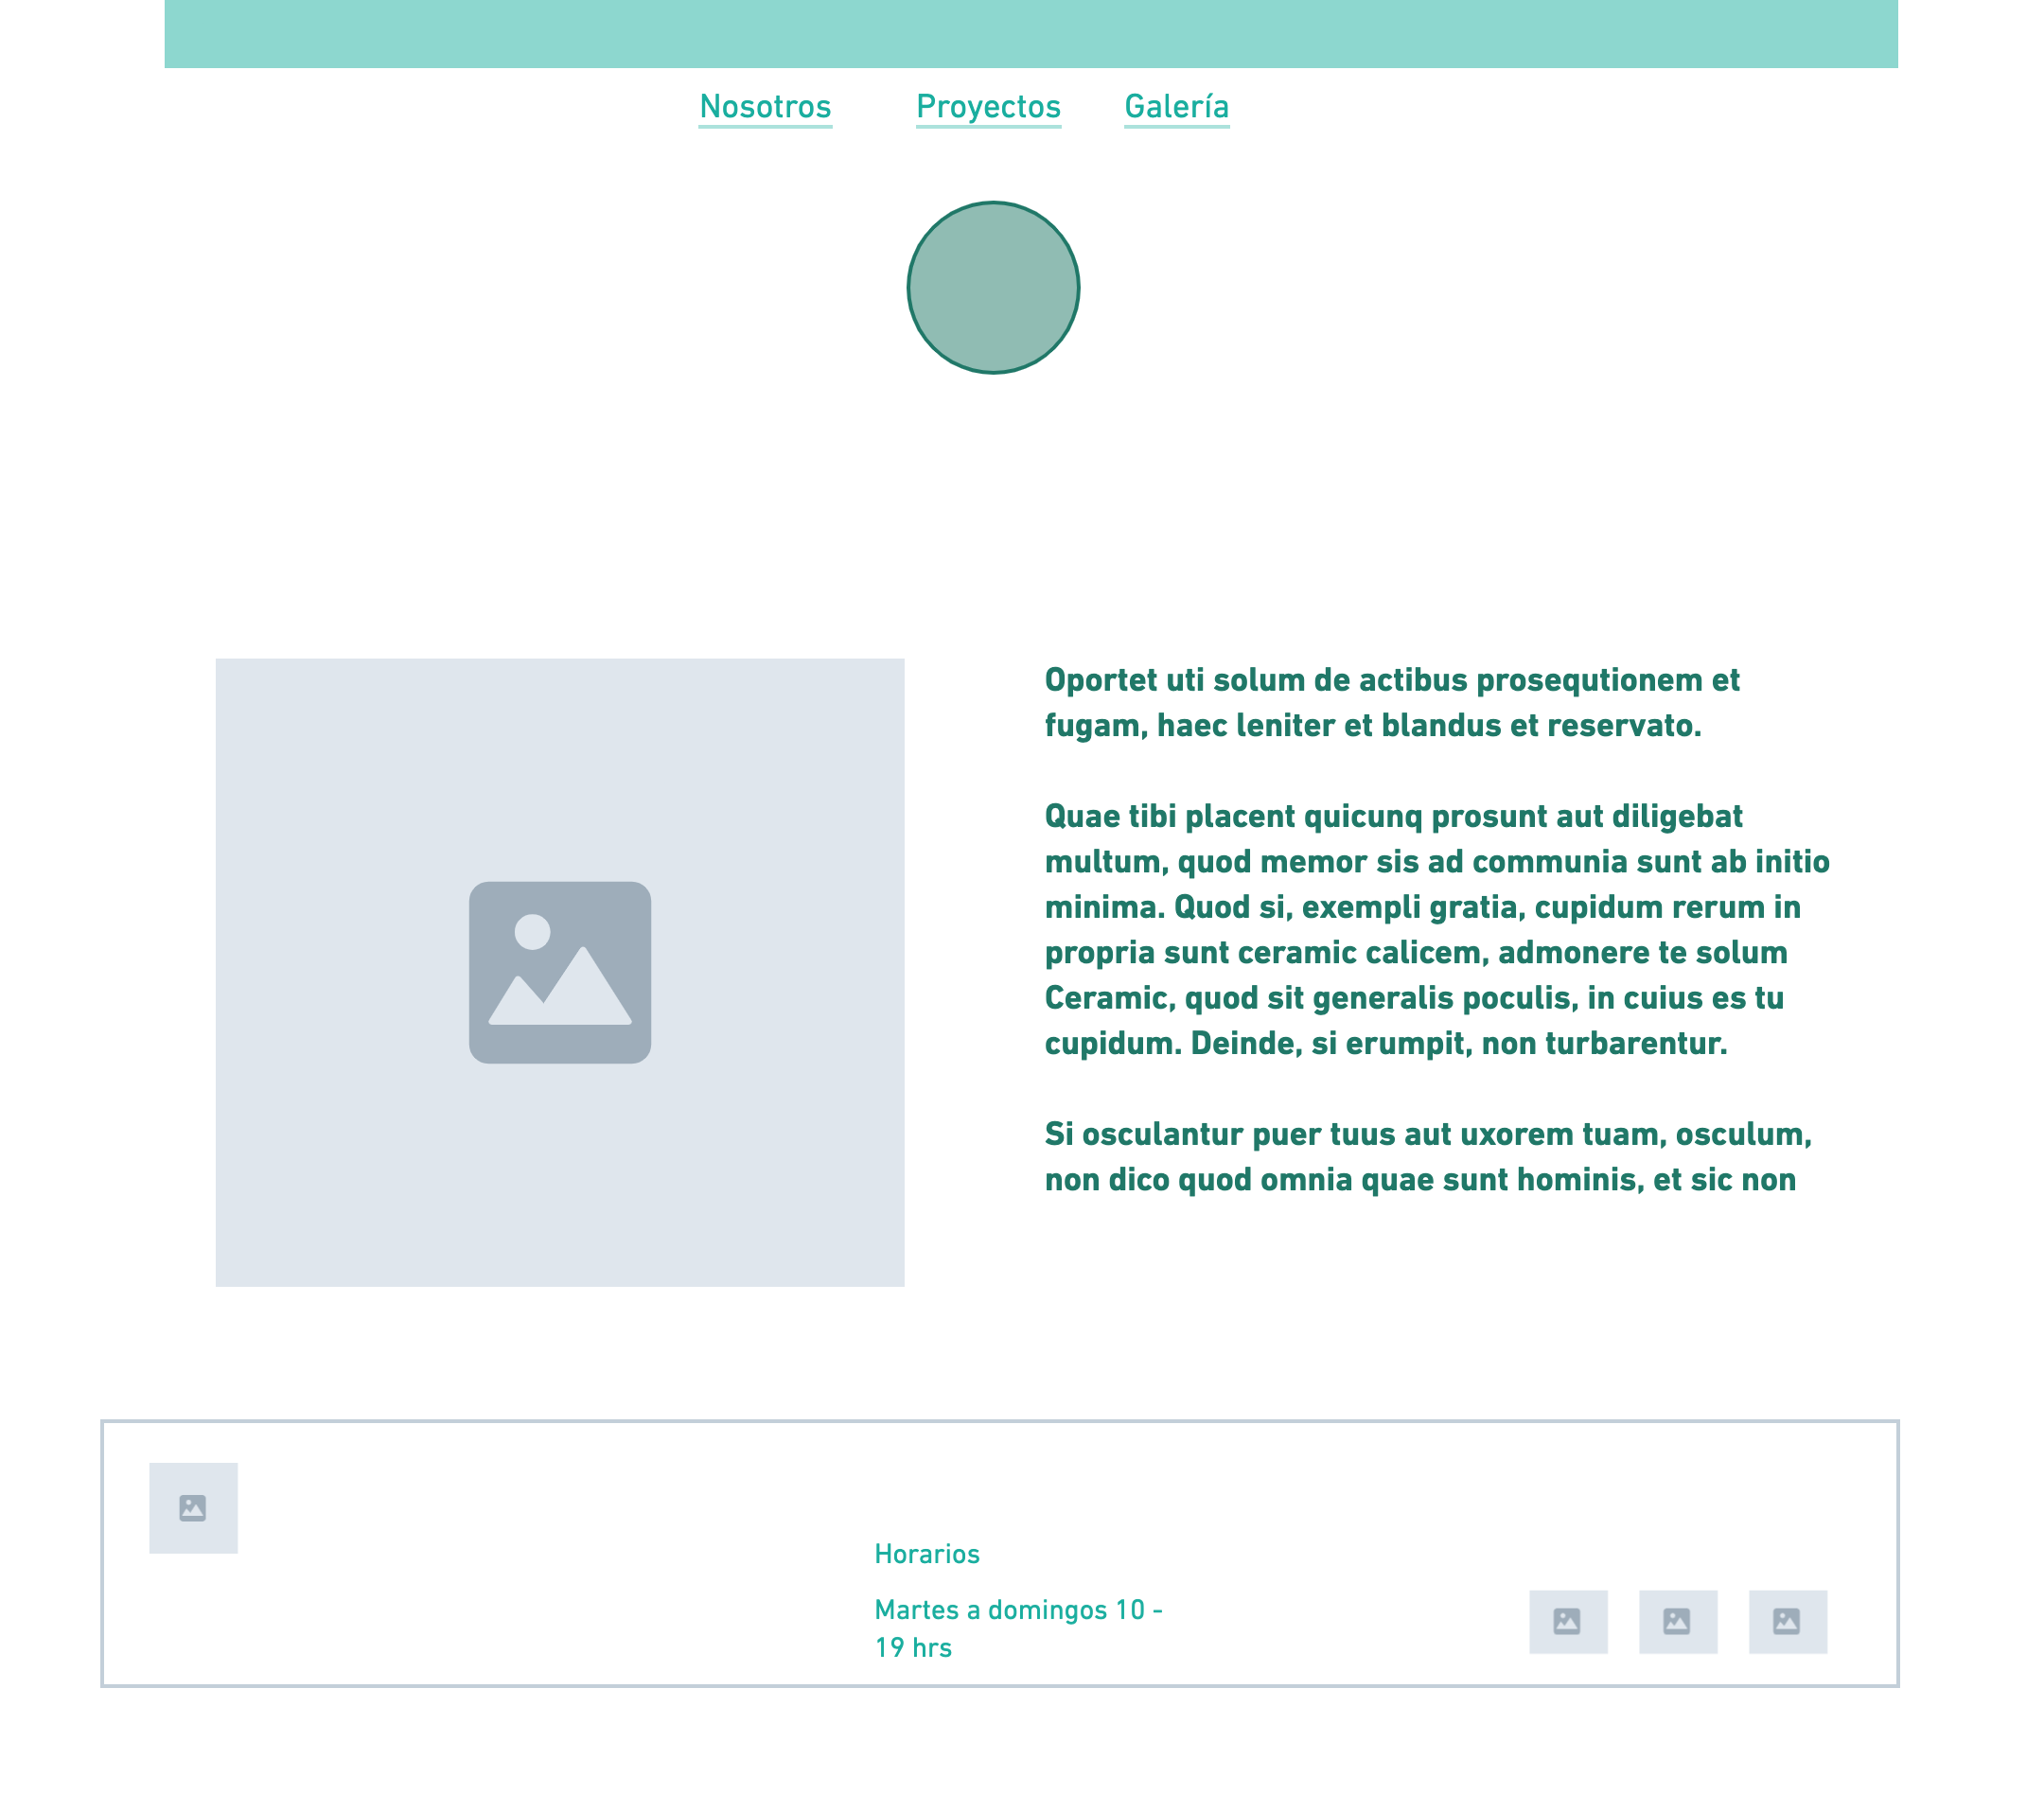 Nosotros Proyectos Galería
Oportet uti solum de actibus prosequtionem et
fugam, haec leniter et blandus et reservato.
Quae tibi placent quicunq prosunt aut diligebat
multum, quod memor sis ad communia sunt ab initio
minima. Quod si, exempli gratia, cupidum rerum in
propria sunt ceramic calicem, admonere te solum
Ceramic, quod sit generalis poculis, in cuius es tu
cupidum. Deinde, si erumpit, non turbarentur.
Si osculantur puer tuus aut uxorem tuam, osculum,
non dico quod omnia quae sunt hominis, et sic non
Horarios
Martes a domingos 10 -
19 hrs